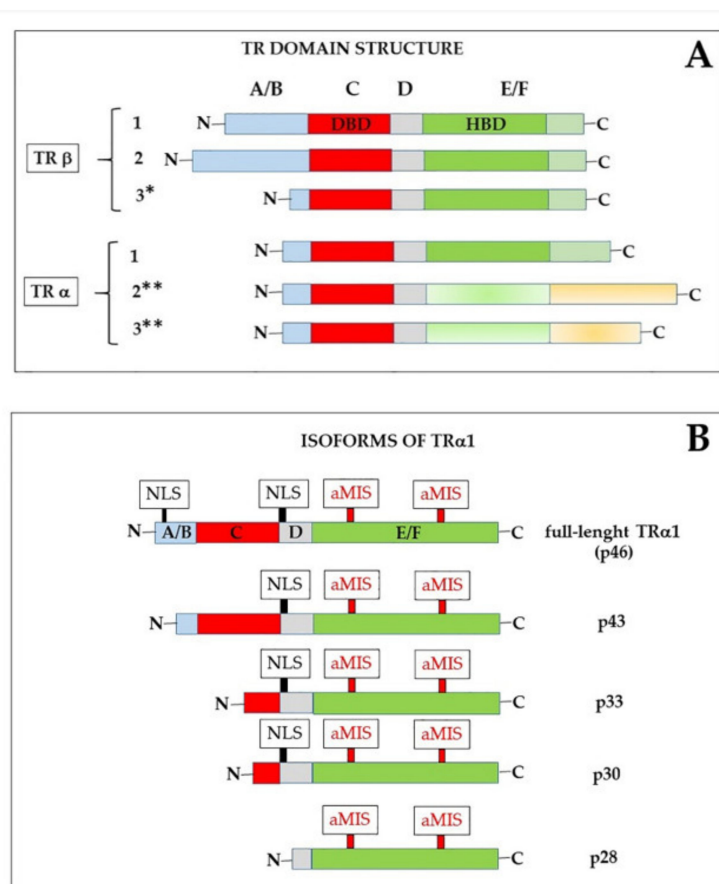 TR DOMAIN STRUCTURE
A
A/B C D E/F
TR β
1 N DBD HBD C
2 N C
3* N C
TR α
1 N C
2** N C
3** N C
ISOFORMS OF TRα1
B
NLS NLS aMIS aMIS
N A/B C D E/F C full-lenght TRα1
(p46)
NLS aMIS aMIS
N C p43
NLS aMIS aMIS
N C p33
NLS aMIS aMIS
N C p30
aMIS aMIS
N C p28